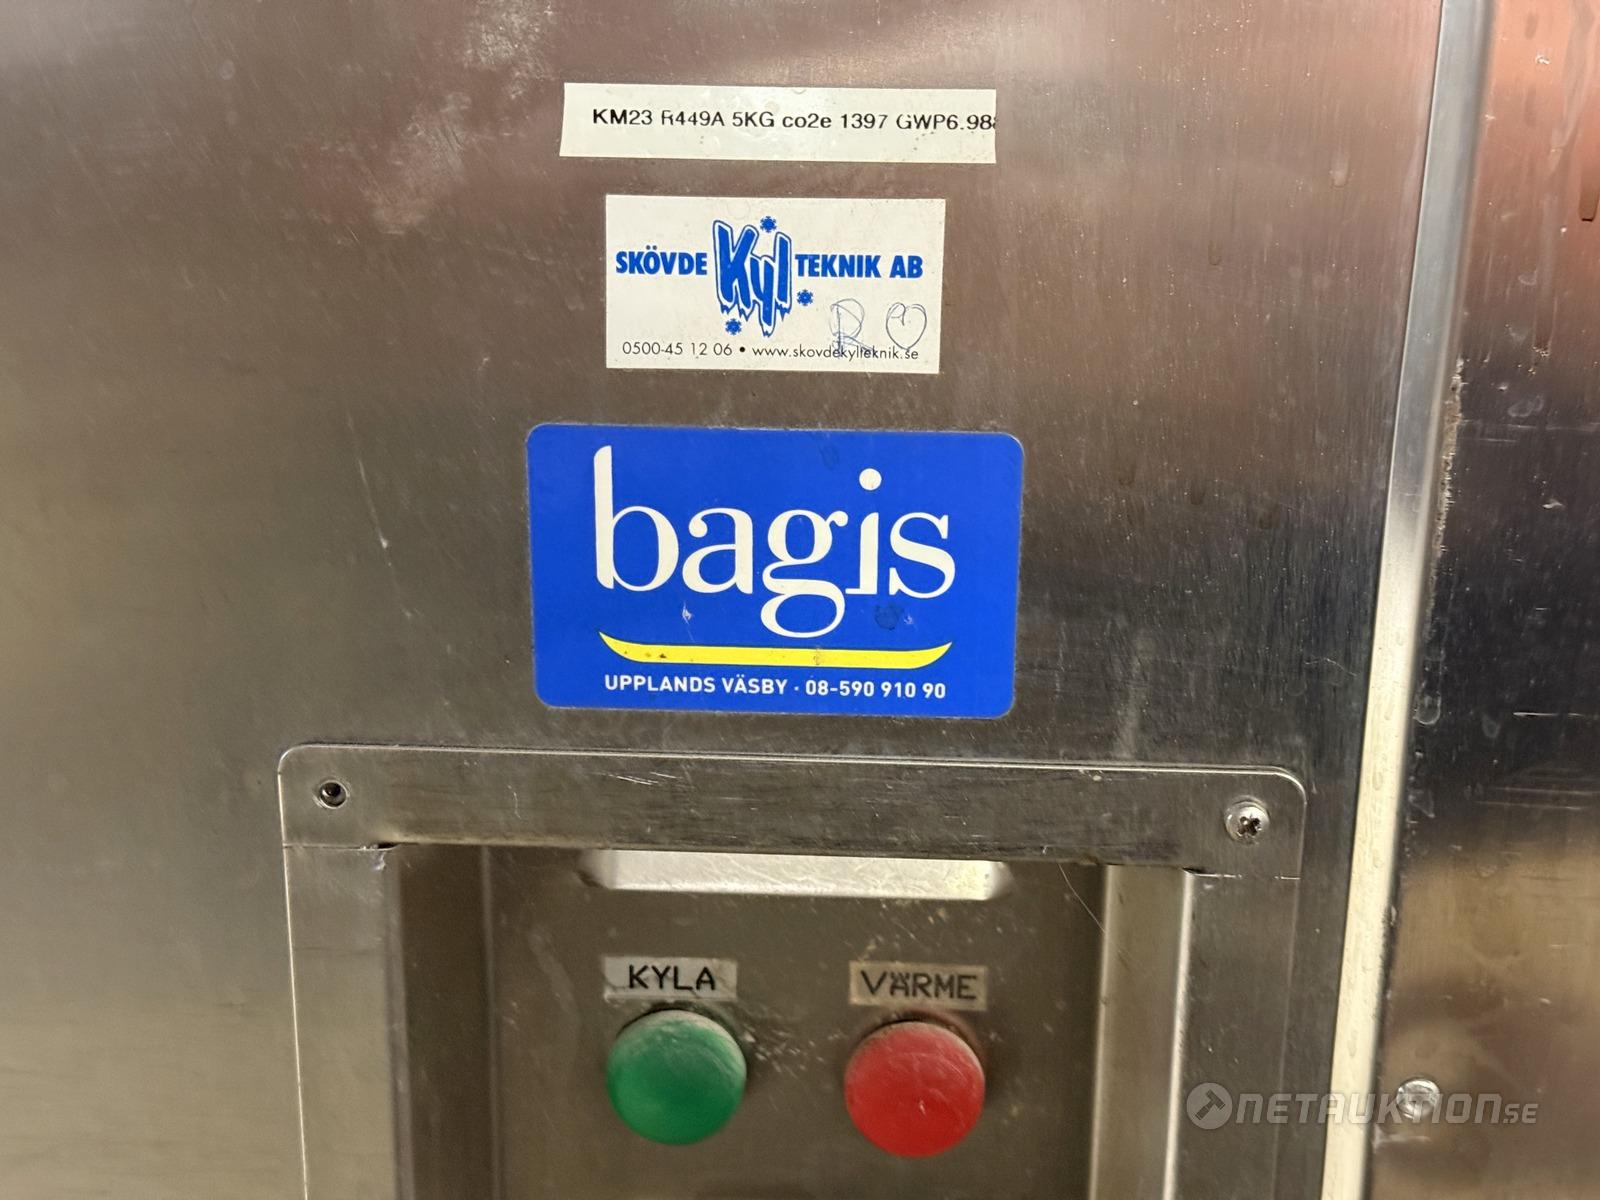 KM23 R449A 5KG co2e 1397 GWP6.98
SKÖVDE Kyl TEKNIK AB
R
0500-45 12 06 • www.skovdekylteknik.se
bagis
UPPLANDS VÄSBY · 08-590 910 90
KYLA
VÄRME
NETAUKTION.SE